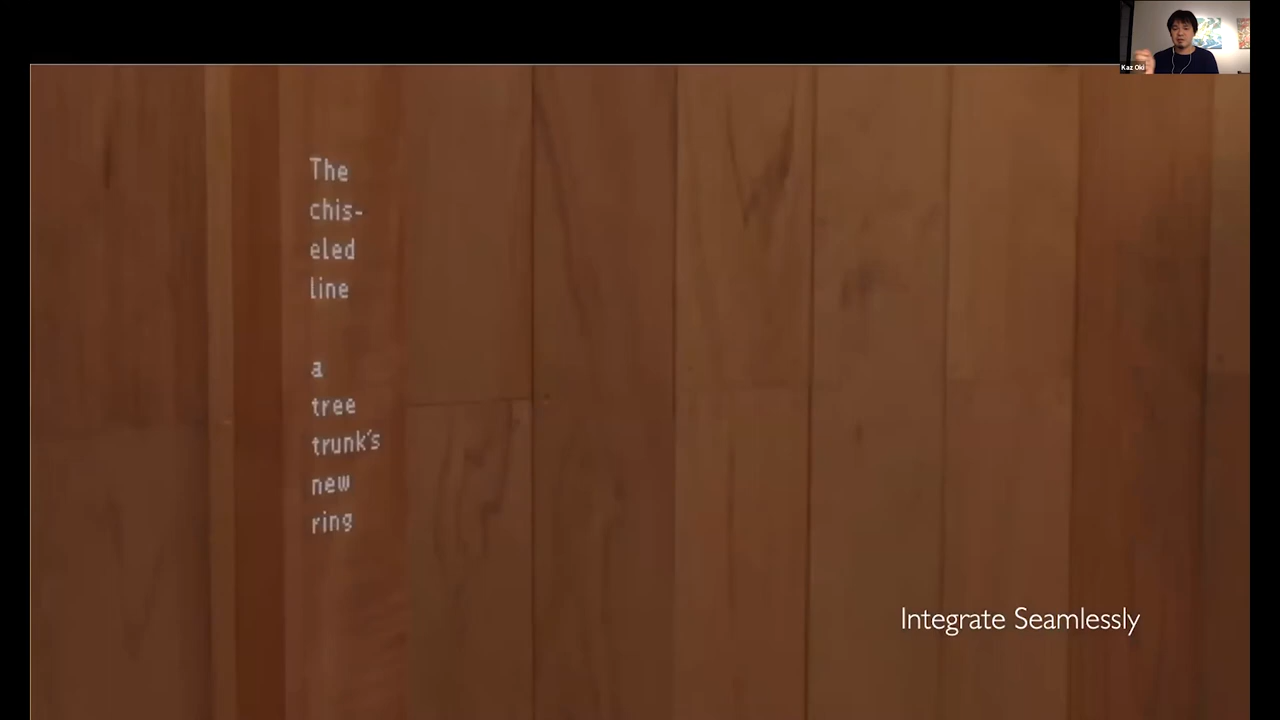 Kaz Oki
The
chis-
eled
line
a
tree
trunk's
new
ring
Integrate Seamlessly